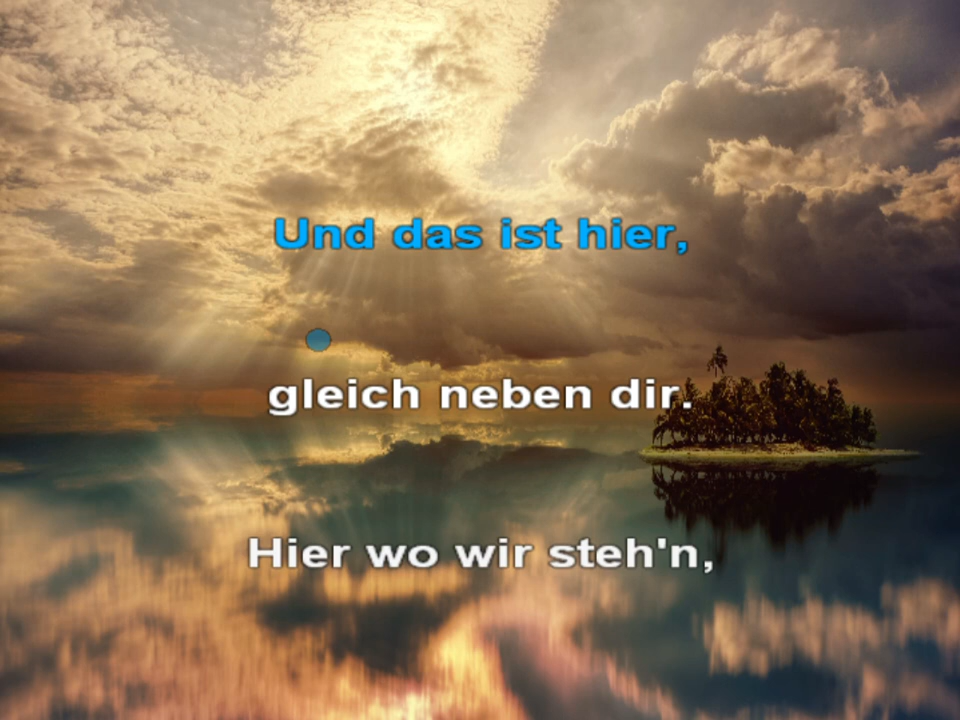 Und das ist hier,
gleich neben dir.
Hier wo wir steh'n,